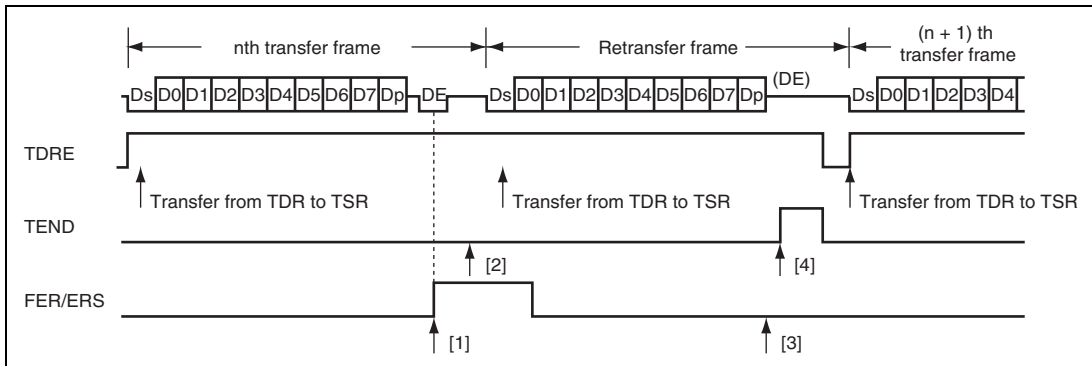 nth transfer frame
Retransfer frame
(n + 1) th
transfer frame
Ds D0 D1 D2 D3 D4 D5 D6 D7 Dp DE Ds D0 D1 D2 D3 D4 D5 D6 D7 Dp (DE) Ds D0 D1 D2 D3 D4
TDRE
Transfer from TDR to TSR Transfer from TDR to TSR Transfer from TDR to TSR
TEND
[2] [4]
FER/ERS
[1] [3]